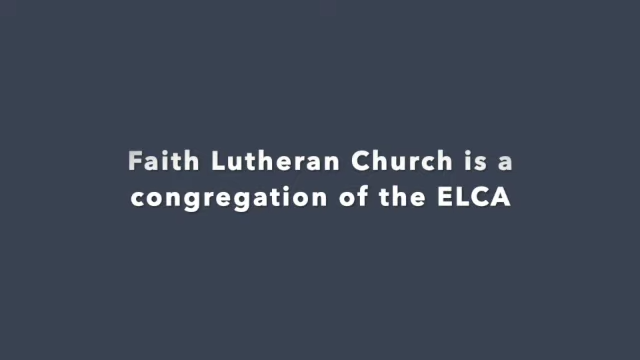 Faith Lutheran Church is a
congregation of the ELCA